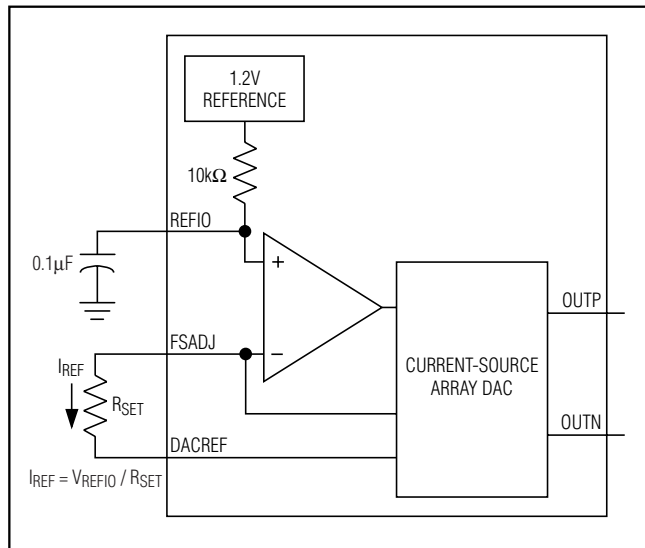 1.2V
REFERENCE
10kΩ
REFIO
0.1µF
+
OUTP
FSADJ
−
CURRENT-SOURCE
ARRAY DAC
IREF
RSET
OUTN
DACREF
IREF = VREFIO / RSET